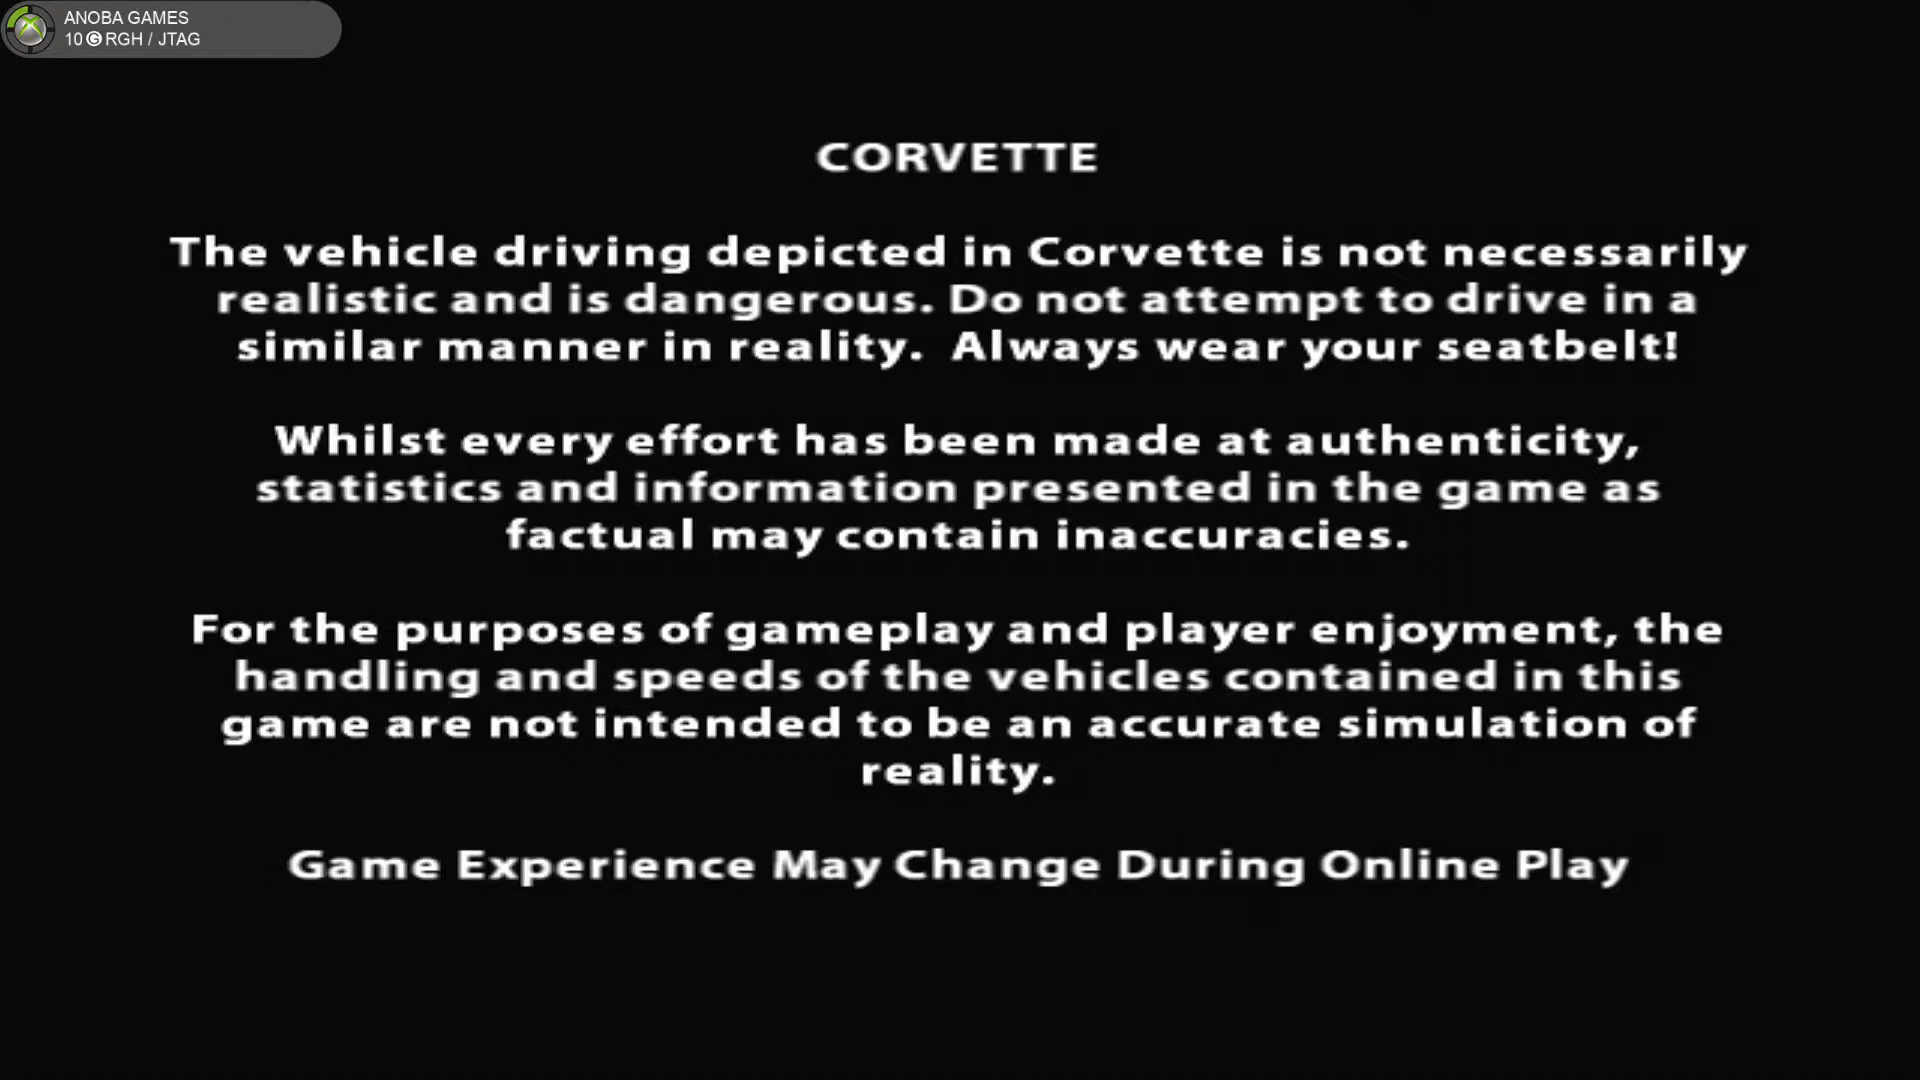 ANOBA GAMES
10 G RGH / JTAG
CORVETTE
The vehicle driving depicted in Corvette is not necessarily
realistic and is dangerous. Do not attempt to drive in a
similar manner in reality.  Always wear your seatbelt!
Whilst every effort has been made at authenticity,
statistics and information presented in the game as
factual may contain inaccuracies.
For the purposes of gameplay and player enjoyment, the
handling and speeds of the vehicles contained in this
game are not intended to be an accurate simulation of
reality.
Game Experience May Change During Online Play